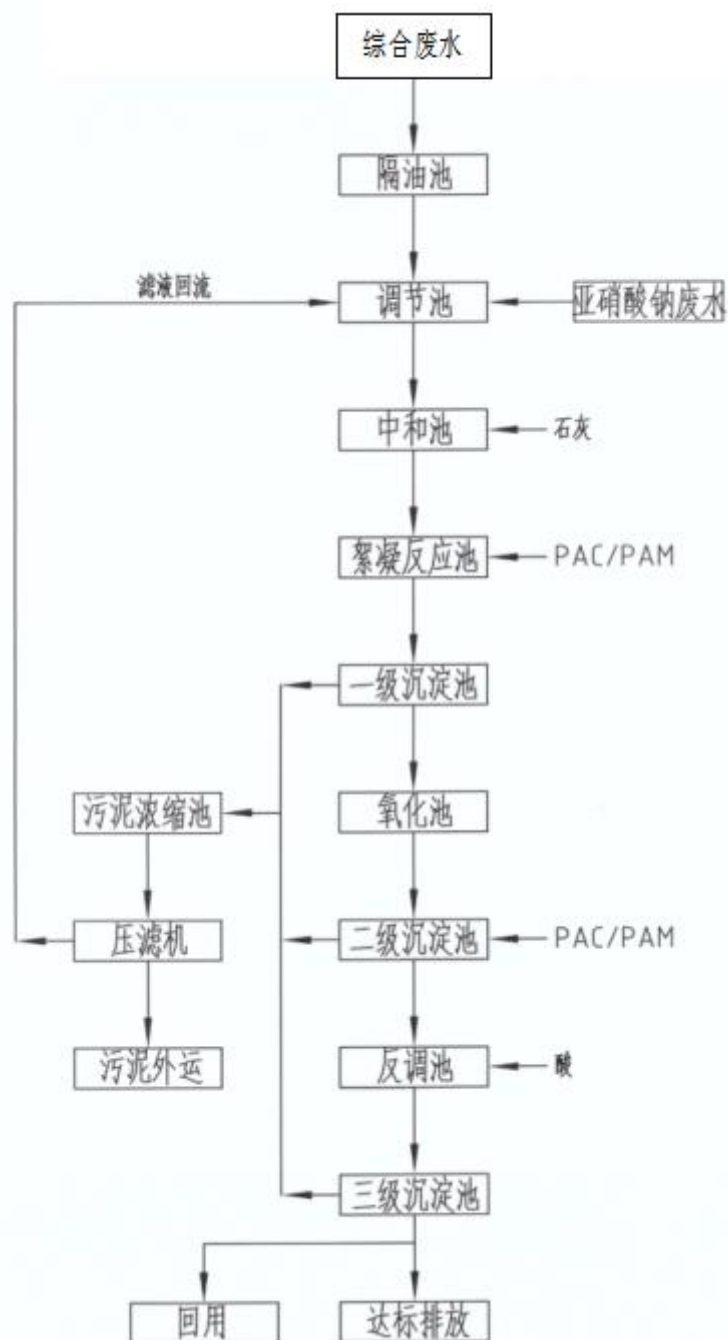 综合废水
隔油池
滤液回流
调节池
亚硝酸钠废水
中和池
石灰
絮凝反应池
PAC/PAM
一级沉淀池
污泥浓缩池
氧化池
压滤机
二级沉淀池
PAC/PAM
污泥外运
反调池
酸
三级沉淀池
回用
达标排放